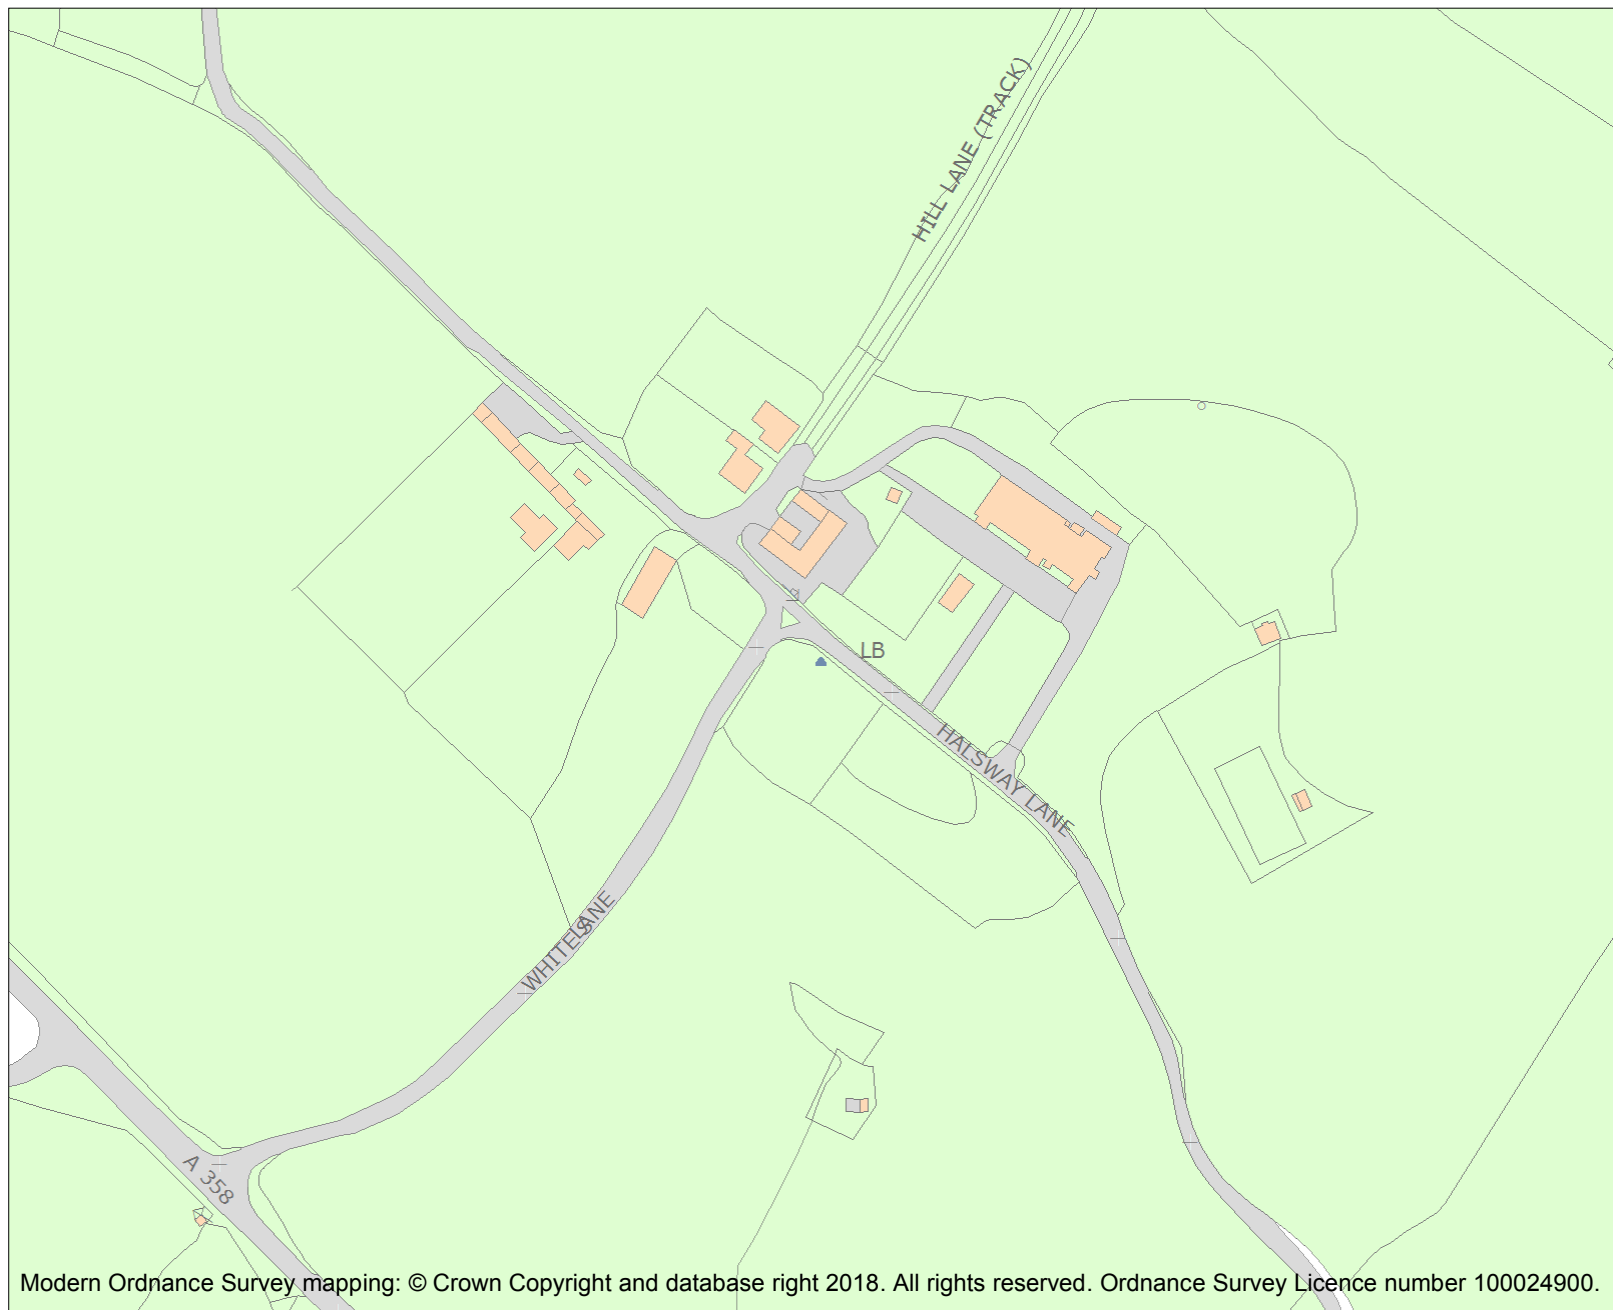 HILL LANE (TRACK)
LB
HALSWAY LANE
WHITES LANE
A 358
Modern Ordnance Survey mapping: © Crown Copyright and database right 2018. All rights reserved. Ordnance Survey Licence number 100024900.